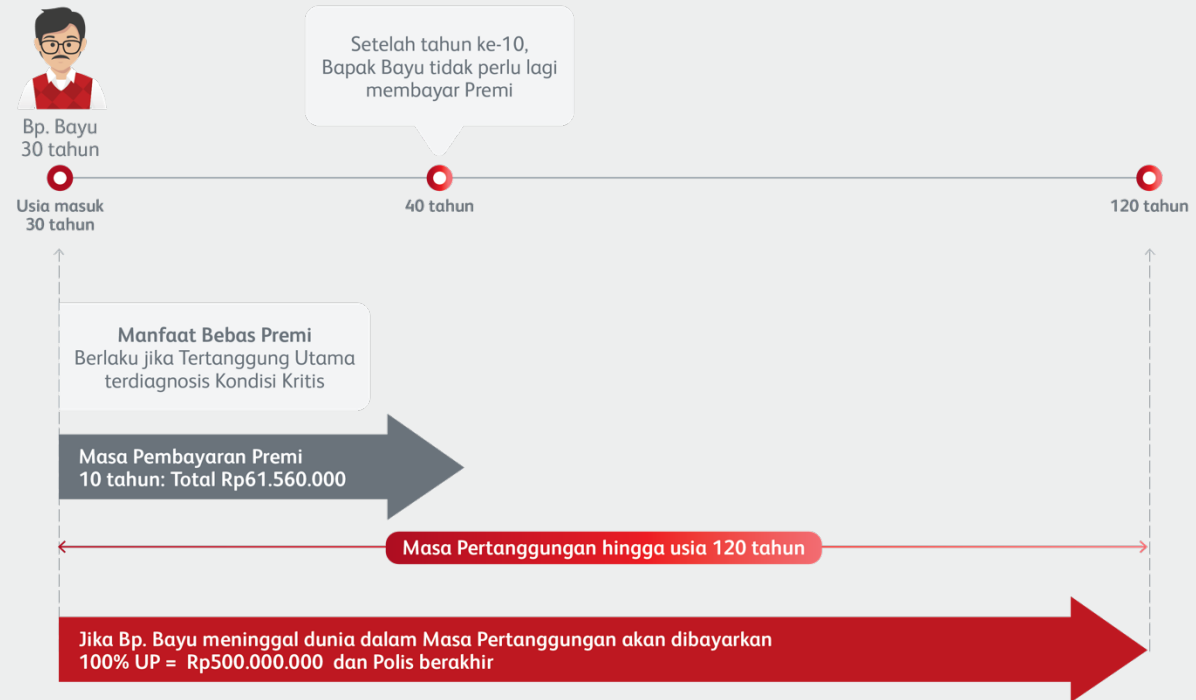 Setelah tahun ke-10,
Bapak Bayu tidak perlu lagi
membayar Premi
Bp. Bayu
30 tahun
Usia masuk
30 tahun
40 tahun
120 tahun
Manfaat Bebas Premi
Berlaku jika Tertanggung Utama
terdiagnosis Kondisi Kritis
Masa Pembayaran Premi
10 tahun: Total Rp61.560.000
Masa Pertanggungan hingga usia 120 tahun
Jika Bp. Bayu meninggal dunia dalam Masa Pertanggungan akan dibayarkan
100% UP = Rp500.000.000 dan Polis berakhir